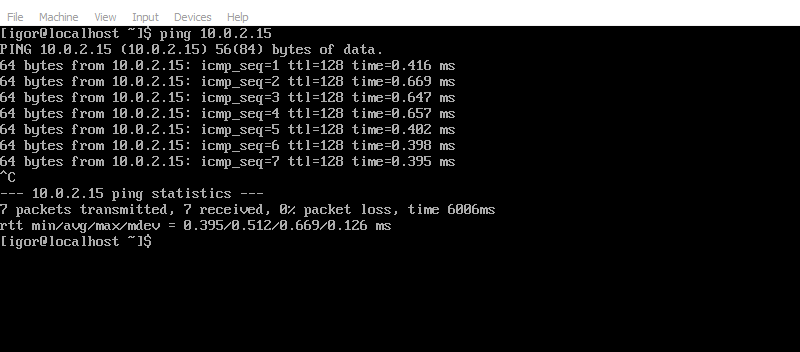 File Machine View Input Devices Help
[igor@localhost ~]$ ping 10.0.2.15
PING 10.0.2.15 (10.0.2.15) 56(84) bytes of data.
64 bytes from 10.0.2.15: icmp_seq=1 ttl=128 time=0.416 ms
64 bytes from 10.0.2.15: icmp_seq=2 ttl=128 time=0.669 ms
64 bytes from 10.0.2.15: icmp_seq=3 ttl=128 time=0.647 ms
64 bytes from 10.0.2.15: icmp_seq=4 ttl=128 time=0.657 ms
64 bytes from 10.0.2.15: icmp_seq=5 ttl=128 time=0.402 ms
64 bytes from 10.0.2.15: icmp_seq=6 ttl=128 time=0.398 ms
64 bytes from 10.0.2.15: icmp_seq=7 ttl=128 time=0.395 ms
^C
--- 10.0.2.15 ping statistics ---
7 packets transmitted, 7 received, 0% packet loss, time 6006ms
rtt min/avg/max/mdev = 0.395/0.512/0.669/0.126 ms
[igor@localhost ~]$